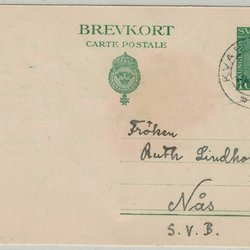 BREVKORT
CARTE POSTALE
Fröken
Ruth Lindho
Nås
S. V. B.